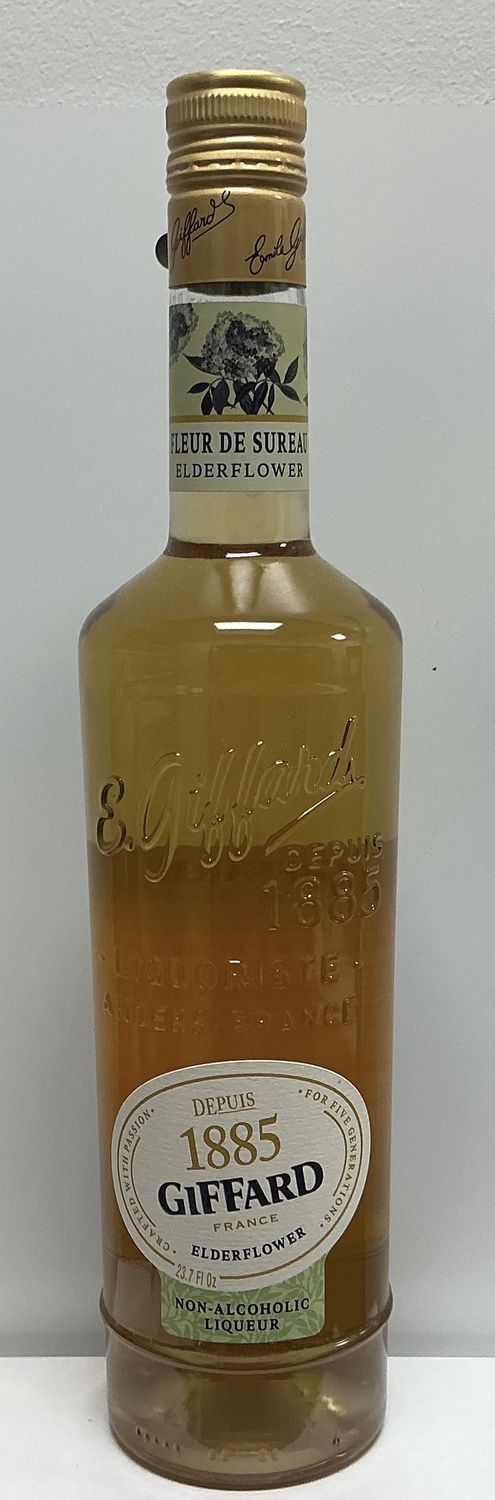 Giffard
Emile
FLEUR DE SUREAU
ELDERFLOWER
E. Giffard
DEPUIS
1885
· LIQUORISTE ·
ANGERS-FRANCE
DEPUIS
1885
GIFFARD
FRANCE
ELDERFLOWER
· CRAFTED WITH PASSION ·
· FOR FIVE GENERATIONS ·
23.7 Fl Oz
NON-ALCOHOLIC
LIQUEUR